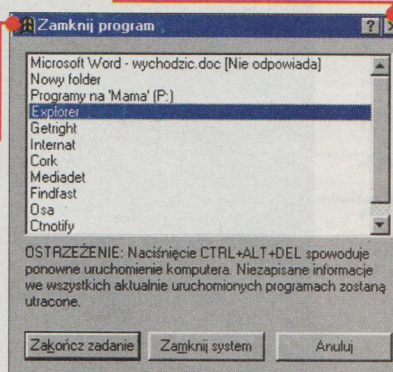 Zamknij program
Microsoft Word - wychodzic.doc [Nie odpowiada]
Nowy folder
Programy na 'Mama' (P:)
Explorer
Getright
Internat
Cork
Mediadet
Findfast
Osa
Ctnotify
OSTRZEŻENIE: Naciśnięcie CTRL+ALT+DEL spowoduje
ponowne uruchomienie komputera. Niezapisane informacje
we wszystkich aktualnie uruchomionych programach zostaną
utracone.
Zakończ zadanie Zamknij system Anuluj